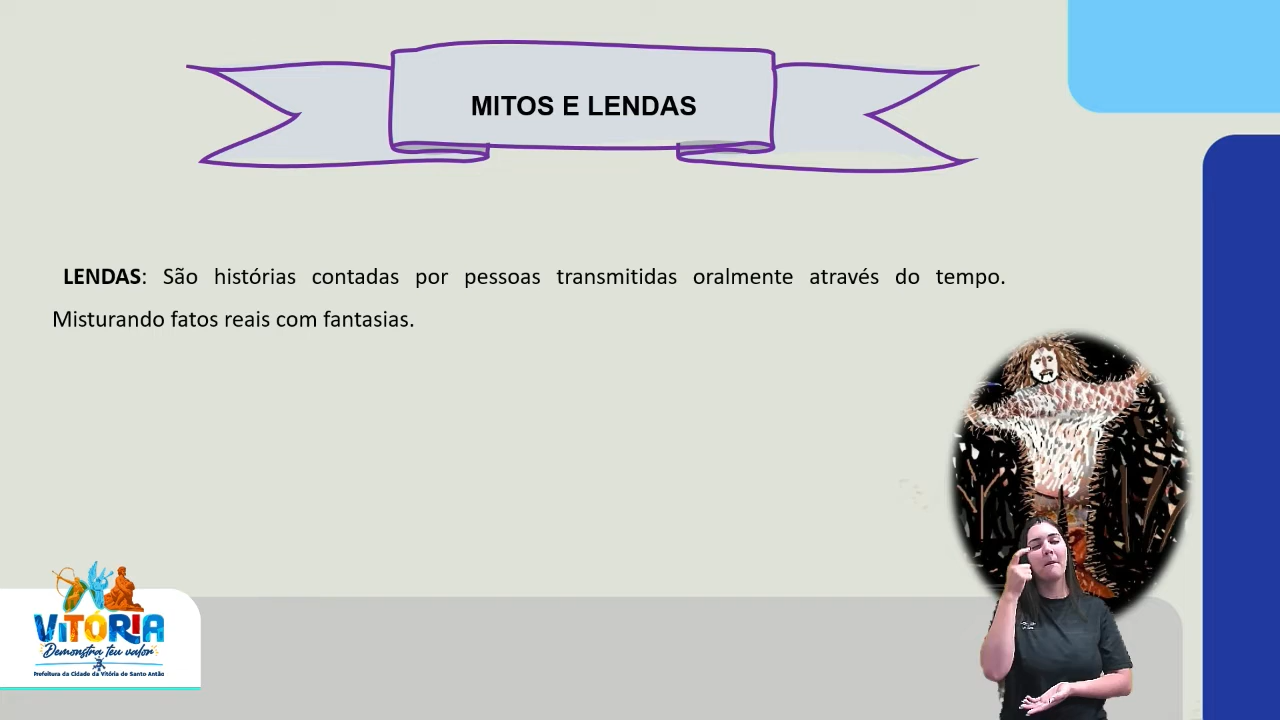 MITOS E LENDAS
LENDAS: São histórias contadas por pessoas transmitidas oralmente através do tempo.
Misturando fatos reais com fantasias.
VITÓRIA
Demonstra teu valor
Prefeitura da Cidade da Vitória de Santo Antão